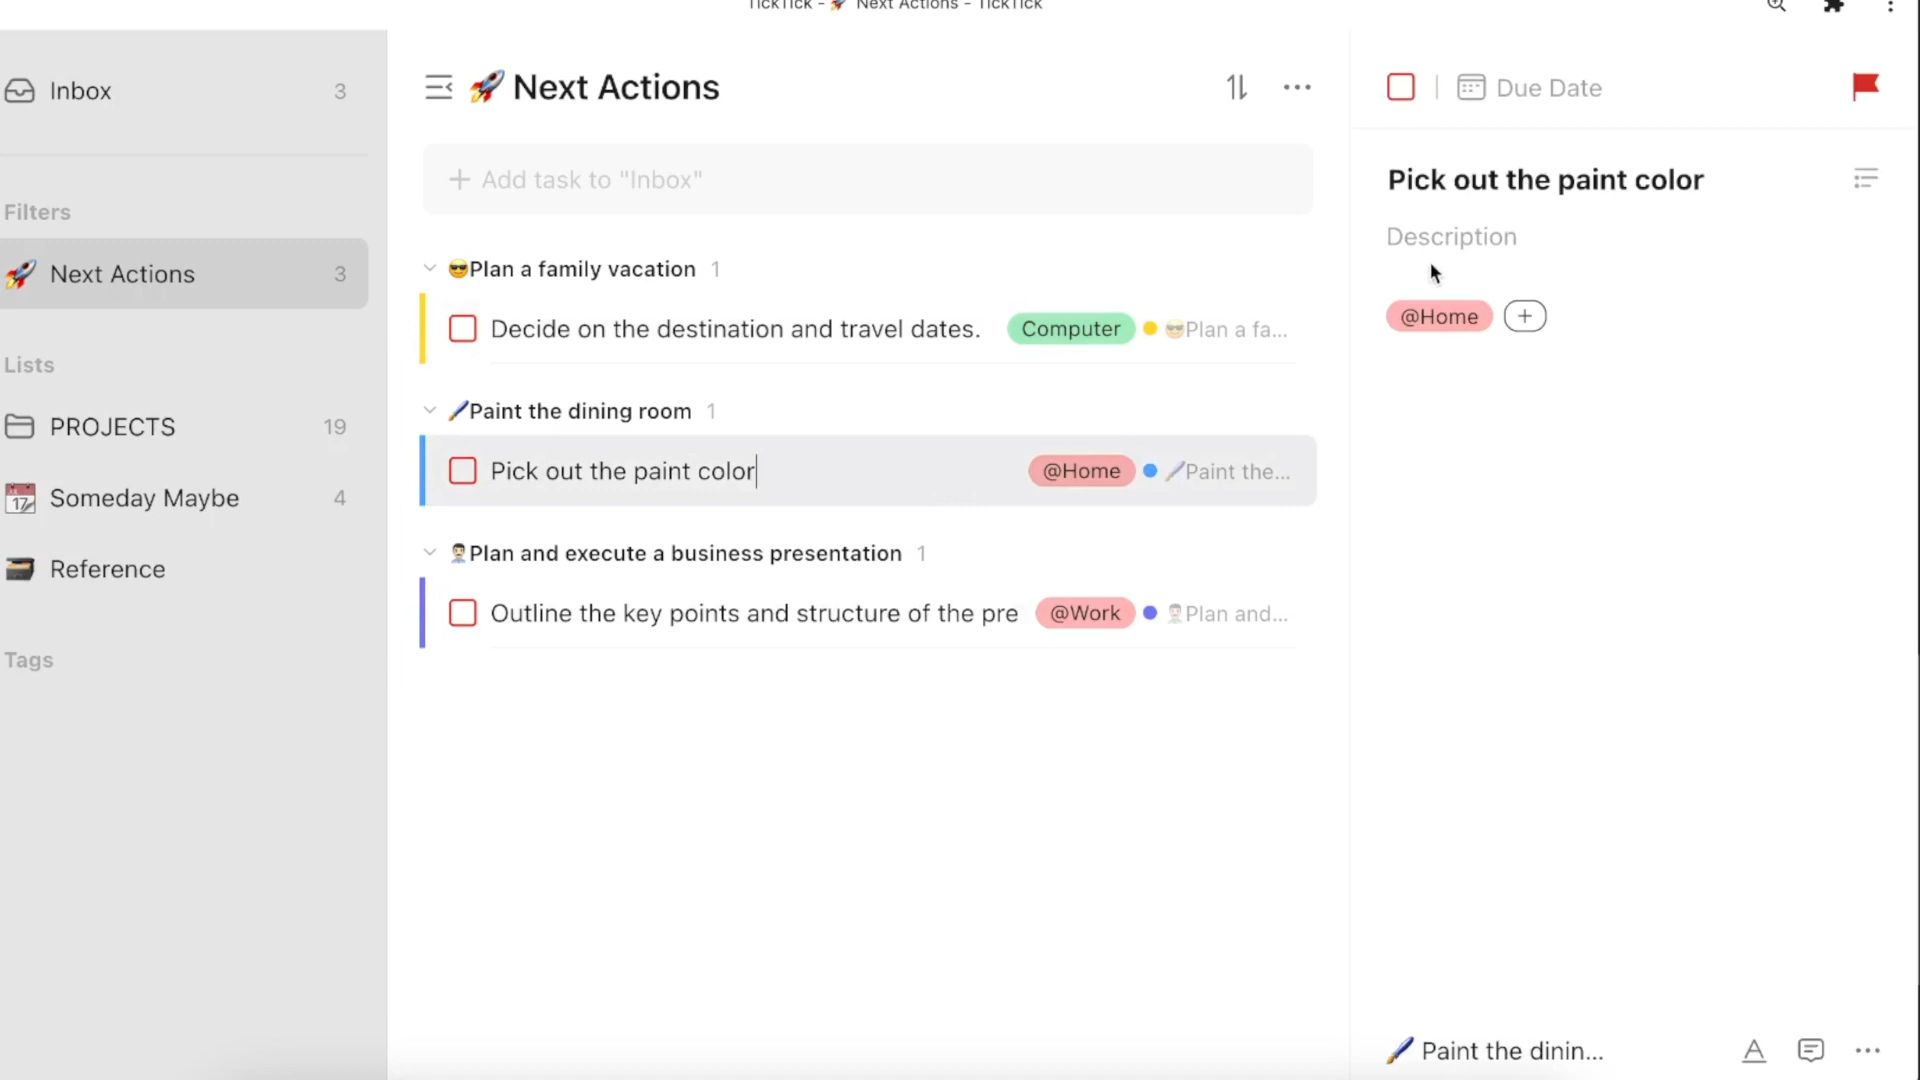 TickTick - 🚀 Next Actions - TickTick
Inbox 3
Filters
🚀 Next Actions 3
Lists
PROJECTS 19
Someday Maybe 4
Reference
Tags
🚀 Next Actions
+ Add task to "Inbox"
😎Plan a family vacation 1
Decide on the destination and travel dates. Computer 😎Plan a fa...
🖌️Paint the dining room 1
Pick out the paint color @Home 🖌️Paint the...
👨🏻‍💼Plan and execute a business presentation 1
Outline the key points and structure of the pre @Work 👨🏻‍💼Plan and...
Due Date
Pick out the paint color
Description
@Home +
🖌️ Paint the dinin...